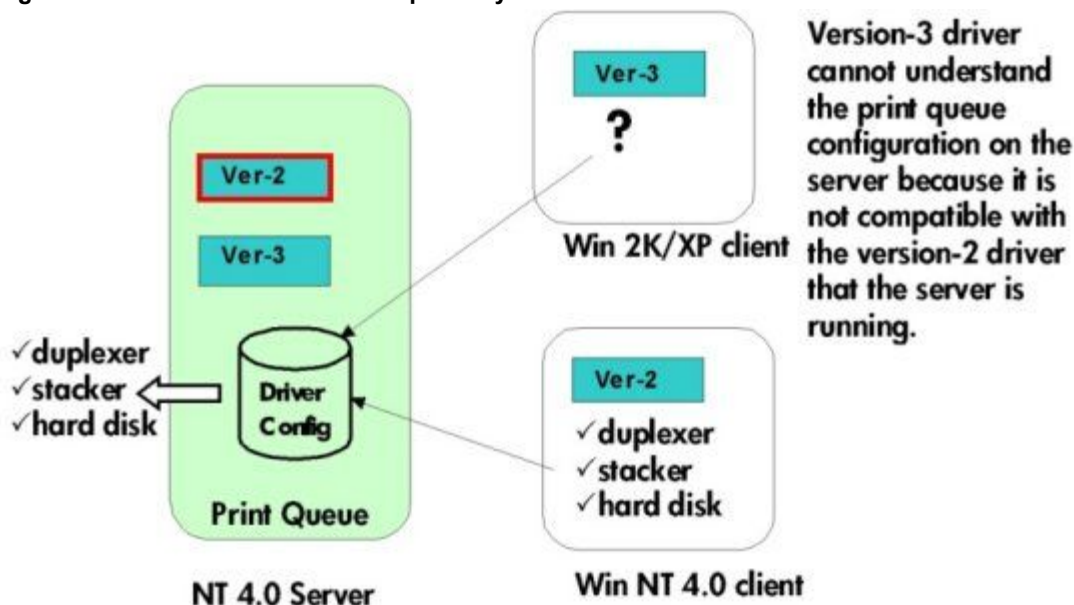 Ver-2
Ver-3
Driver
Config
Print Queue
NT 4.0 Server
✓duplexer
✓stacker
✓hard disk
Ver-3
?
Win 2K/XP client
Ver-2
✓duplexer
✓stacker
✓hard disk
Win NT 4.0 client
Version-3 driver
cannot understand
the print queue
configuration on the
server because it is
not compatible with
the version-2 driver
that the server is
running.